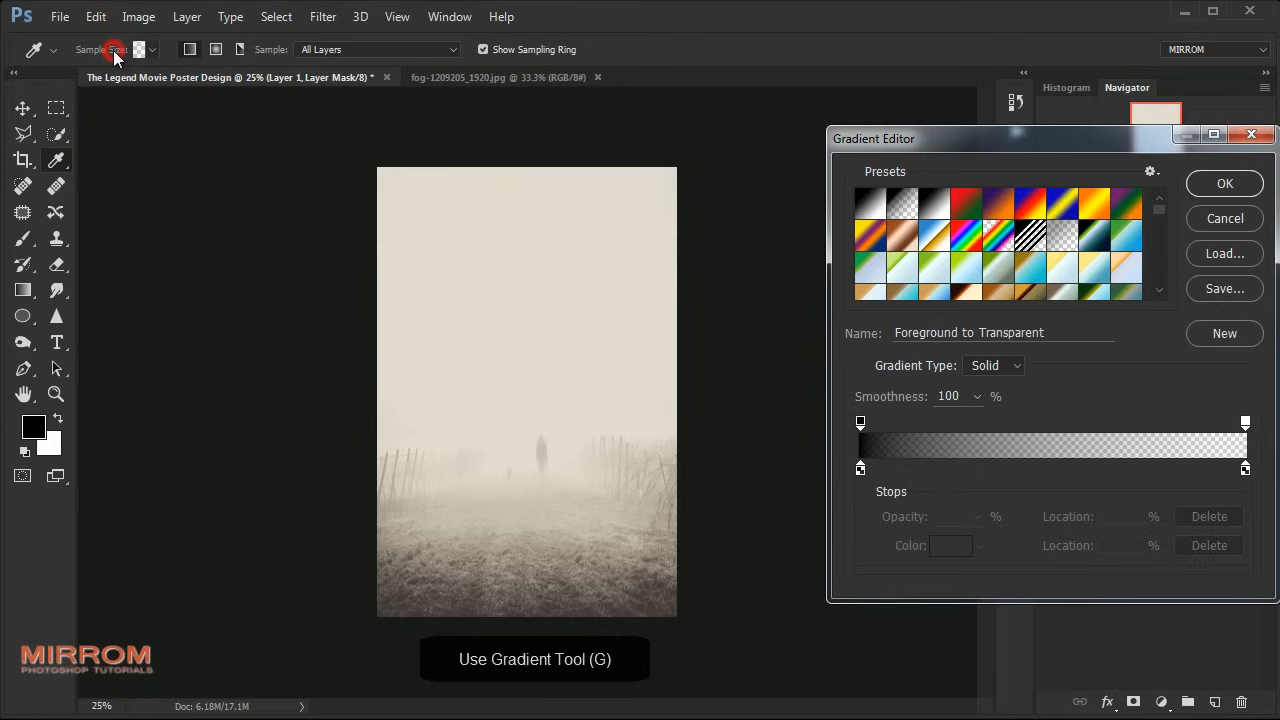 Ps File Edit Image Layer Type Select Filter 3D View Window Help
Sample Size: Sample: All Layers Show Sampling Ring MIRROM
The Legend Movie Poster Design @ 25% (Layer 1, Layer Mask/8) * × fog-1209205_1920.jpg @ 33.3% (RGB/8#) ×
Histogram Navigator
Gradient Editor
Presets
OK
Cancel
Load...
Save...
Name: Foreground to Transparent
New
Gradient Type: Solid
Smoothness: 100 %
Stops
Opacity: % Location: % Delete
Color: Location: % Delete
MIRROM
PHOTOSHOP TUTORIALS
Use Gradient Tool (G)
25% Doc: 6.18M/17.1M
fx